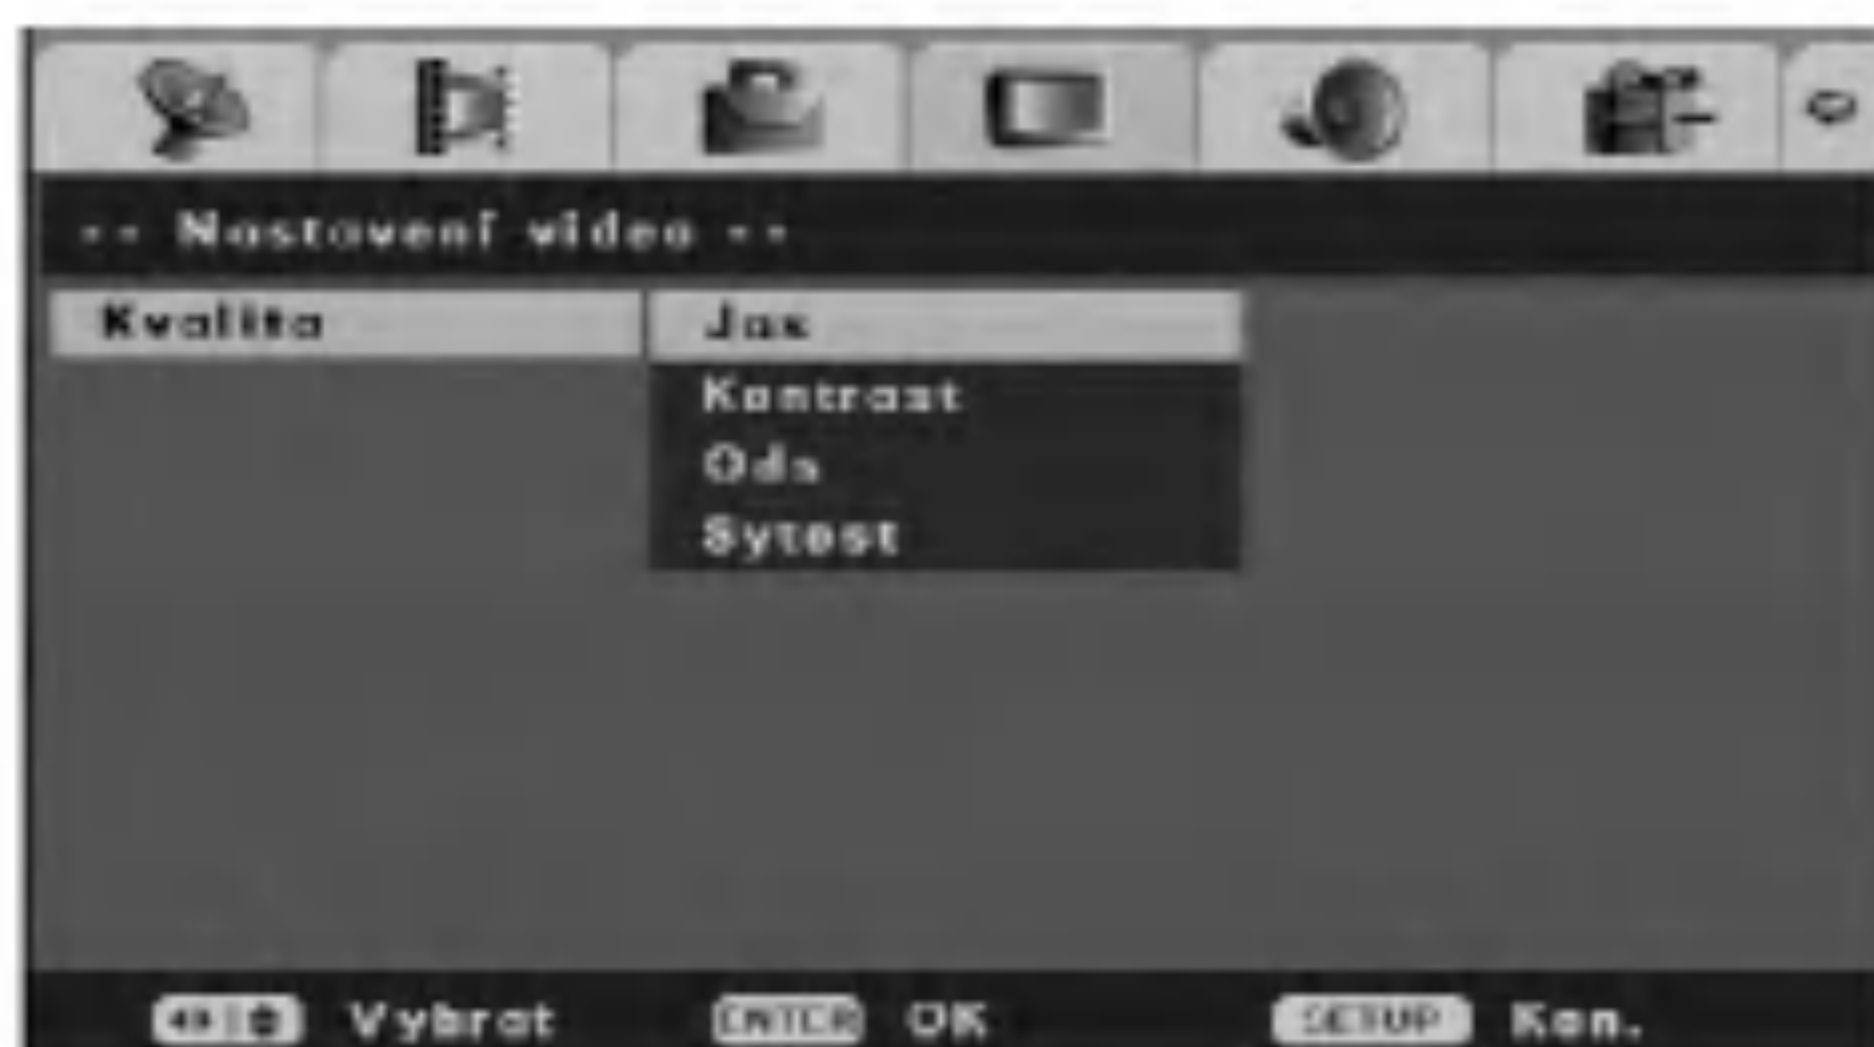 -- Nastavení video --
Kvalita
Jas
Kontrast
Ods
Sytost
Vybrat ENTER OK SETUP Kon.